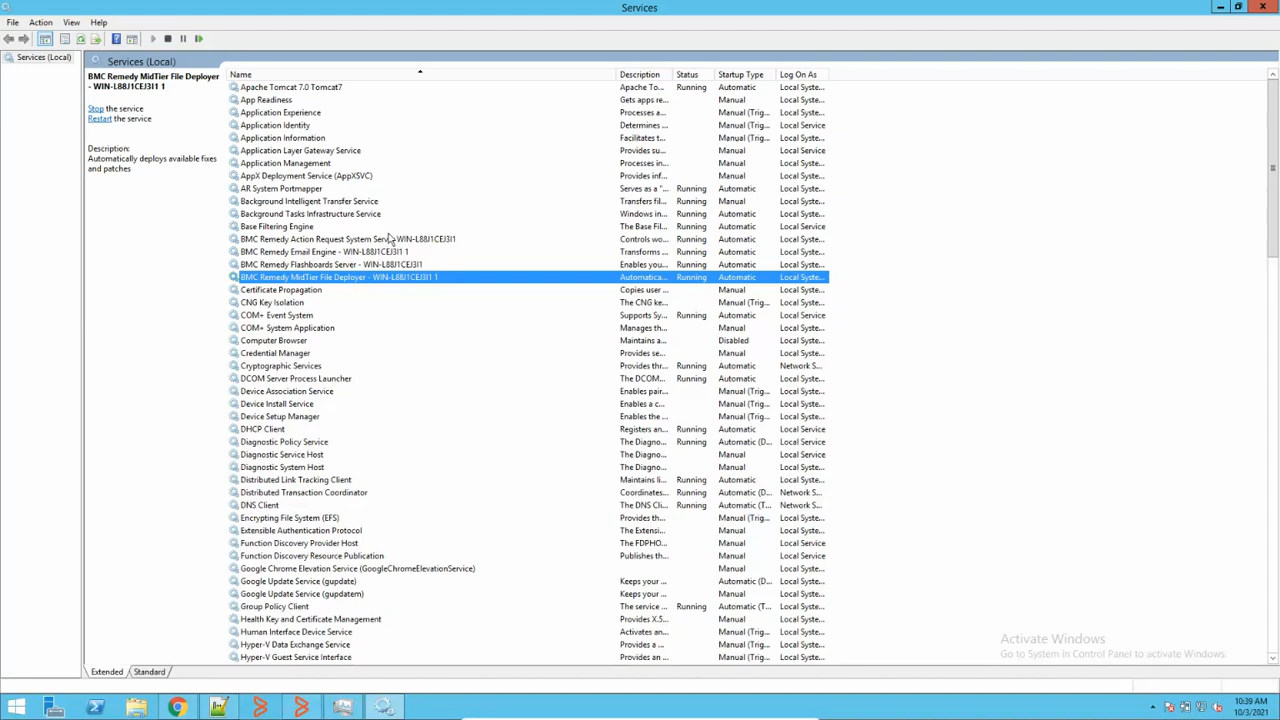 Services
File Action View Help
Services (Local)
Services (Local)
BMC Remedy MidTier File Deployer - WIN-L88J1CEJ3I1 1
Stop the service
Restart the service
Description:
Automatically deploys available fixes and patches
Name Description Status Startup Type Log On As
Apache Tomcat 7.0 Tomcat7 Apache To... Running Automatic Local Syste...
App Readiness Gets apps re... Manual Local Syste...
Application Experience Processes a... Manual (Trig... Local Syste...
Application Identity Determines ... Manual (Trig... Local Service
Application Information Facilitates t... Manual (Trig... Local Syste...
Application Layer Gateway Service Provides su... Manual Local Service
Application Management Processes in... Manual Local Syste...
AppX Deployment Service (AppXSVC) Provides inf... Manual Local Syste...
AR System Portmapper Serves as a "... Running Automatic Local Syste...
Background Intelligent Transfer Service Transfers fil... Running Automatic Local Syste...
Background Tasks Infrastructure Service Windows in... Running Automatic Local Syste...
Base Filtering Engine The Base Fil... Running Automatic Local Service
BMC Remedy Action Request System Serv WIN-L88J1CEJ3I1 Controls wo... Running Automatic Local Syste...
BMC Remedy Email Engine - WIN-L88J1CEJ3I1 1 Transforms ... Running Automatic Local Syste...
BMC Remedy Flashboards Server - WIN-L88J1CEJ3I1 Enables you... Running Automatic Local Syste...
BMC Remedy MidTier File Deployer - WIN-L88J1CEJ3I1 1 Automatica... Running Automatic Local Syste...
Certificate Propagation Copies user ... Manual Local Syste...
CNG Key Isolation The CNG ke... Manual (Trig... Local Syste...
COM+ Event System Supports Sy... Running Automatic Local Service
COM+ System Application Manages th... Manual Local Syste...
Computer Browser Maintains a... Disabled Local Syste...
Credential Manager Provides se... Manual Local Syste...
Cryptographic Services Provides thr... Running Automatic Network S...
DCOM Server Process Launcher The DCOM... Running Automatic Local Syste...
Device Association Service Enables pair... Manual (Trig... Local Syste...
Device Install Service Enables a c... Manual (Trig... Local Syste...
Device Setup Manager Enables the ... Manual (Trig... Local Syste...
DHCP Client Registers an... Running Automatic Local Service
Diagnostic Policy Service The Diagno... Running Automatic (D... Local Service
Diagnostic Service Host The Diagno... Manual Local Service
Diagnostic System Host The Diagno... Manual Local Syste...
Distributed Link Tracking Client Maintains li... Running Automatic Local Syste...
Distributed Transaction Coordinator Coordinates... Running Automatic (D... Network S...
DNS Client The DNS Cli... Running Automatic (T... Network S...
Encrypting File System (EFS) Provides th... Manual (Trig... Local Syste...
Extensible Authentication Protocol The Extensi... Manual Local Syste...
Function Discovery Provider Host The FDPHO... Manual Local Service
Function Discovery Resource Publication Publishes th... Manual Local Service
Google Chrome Elevation Service (GoogleChromeElevationService) Manual Local Syste...
Google Update Service (gupdate) Keeps your ... Automatic (D... Local Syste...
Google Update Service (gupdatem) Keeps your ... Manual Local Syste...
Group Policy Client The service ... Running Automatic (T... Local Syste...
Health Key and Certificate Management Provides X.5... Manual Local Syste...
Human Interface Device Service Activates an... Manual (Trig... Local Syste...
Hyper-V Data Exchange Service Provides a ... Manual (Trig... Local Syste...
Hyper-V Guest Service Interface Provides an ... Manual (Trig... Local Syste...
Activate Windows
Go to System in Control Panel to activate Windows.
Extended Standard
10:39 AM
10/3/2021